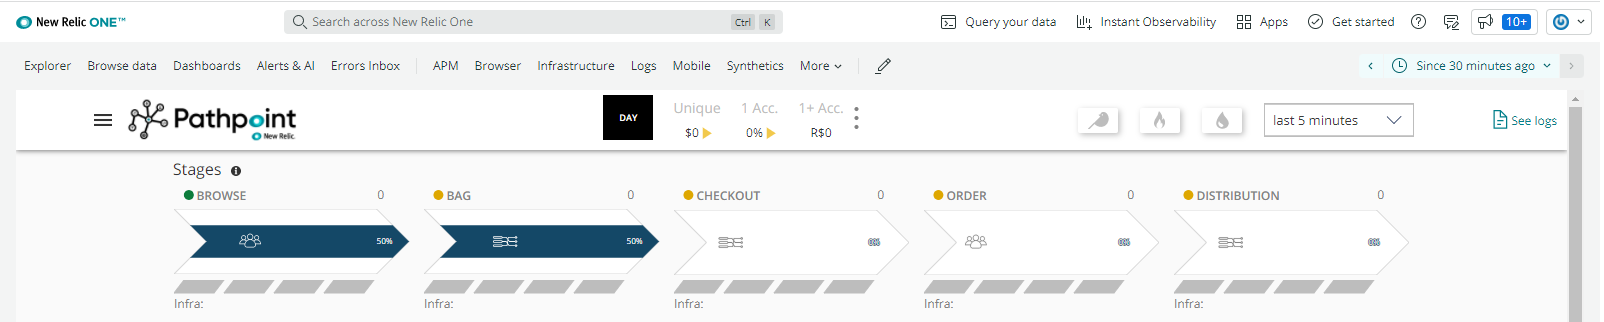 New Relic ONE™ Search across New Relic One Ctrl K Query your data Instant Observability Apps Get started 10+
Explorer Browse data Dashboards Alerts & AI Errors Inbox APM Browser Infrastructure Logs Mobile Synthetics More Since 30 minutes ago
Pathpoint
New Relic.
DAY
Unique 1 Acc. 1+ Acc.
$0 0% R$0
last 5 minutes
See logs
Stages
BROWSE 0 BAG 0 CHECKOUT 0 ORDER 0 DISTRIBUTION 0
50% 50% 0% 0% 0%
Infra: Infra: Infra: Infra: Infra: